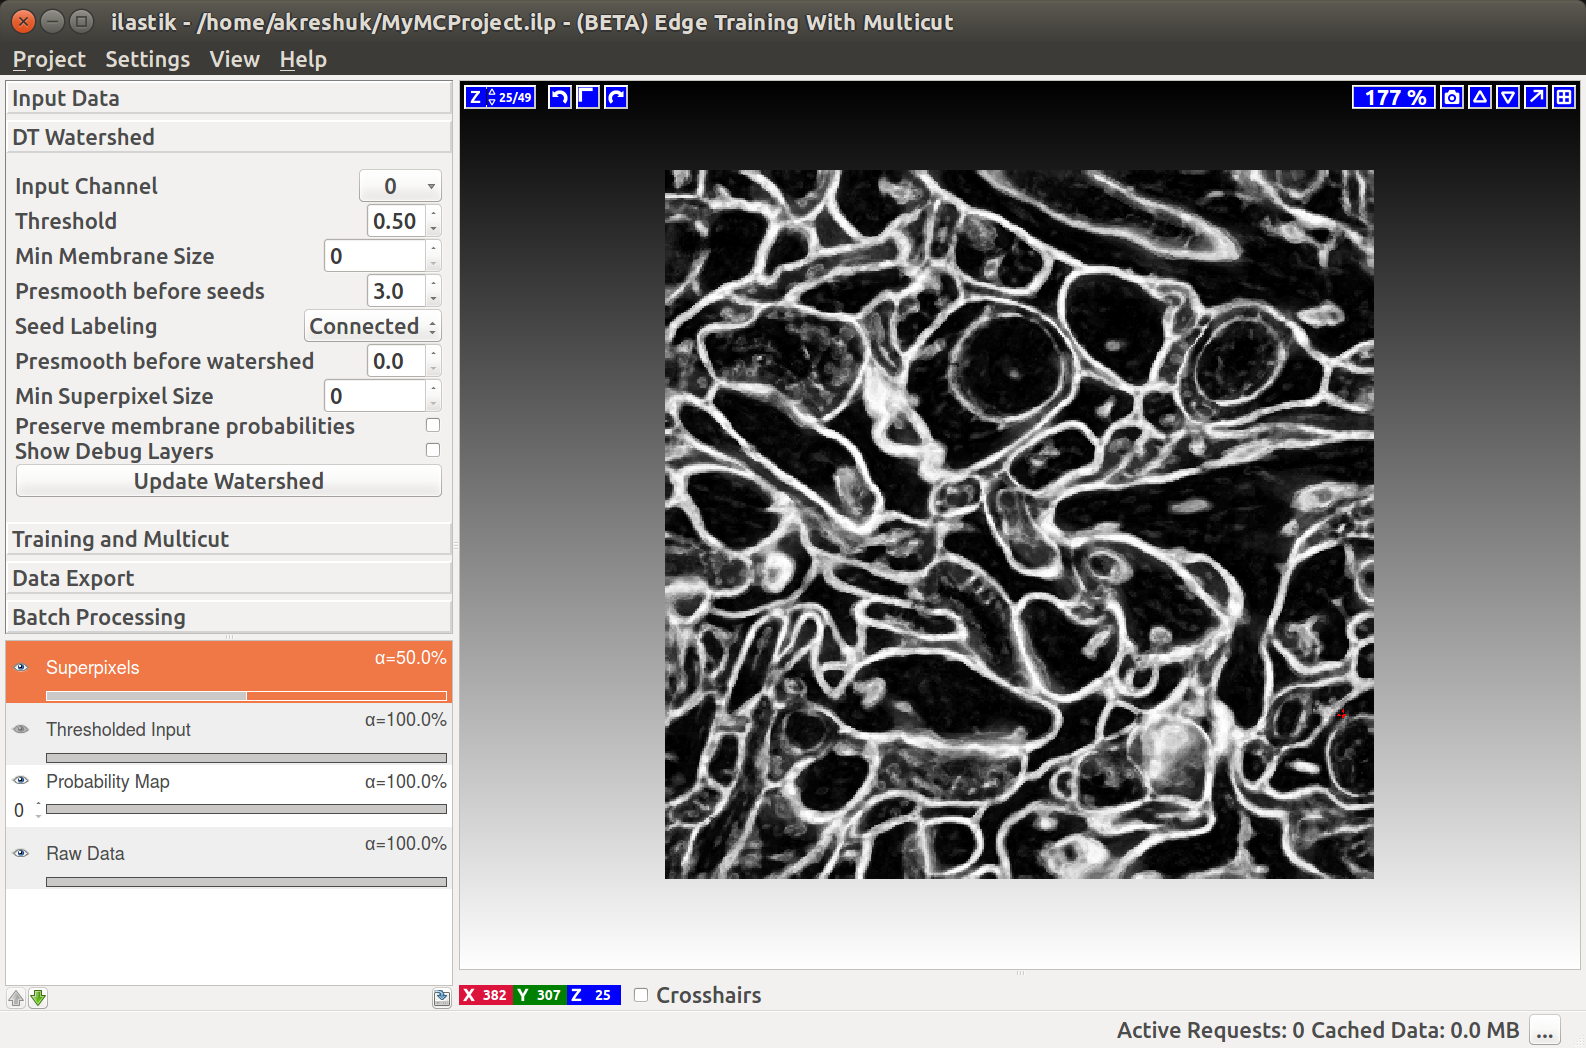 ilastik - /home/akreshuk/MyMCProject.ilp - (BETA) Edge Training With Multicut
Project Settings View Help
Input Data
DT Watershed
Input Channel 0
Threshold 0.50
Min Membrane Size 0
Presmooth before seeds 3.0
Seed Labeling Connected
Presmooth before watershed 0.0
Min Superpixel Size 0
Preserve membrane probabilities
Show Debug Layers
Update Watershed
Training and Multicut
Data Export
Batch Processing
Superpixels α=50.0%
Thresholded Input α=100.0%
Probability Map α=100.0%
0
Raw Data α=100.0%
Z 25/49
177 %
X 382 Y 307 Z 25 Crosshairs
Active Requests: 0 Cached Data: 0.0 MB ...